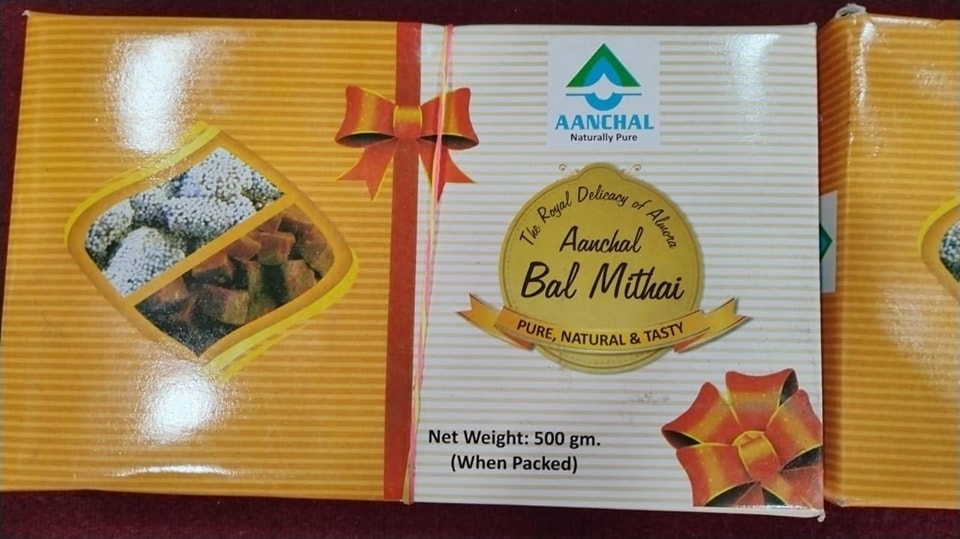 AANCHAL
Naturally Pure
The Royal Delicacy of Almora
Aanchal
Bal Mithai
PURE, NATURAL & TASTY
Net Weight: 500 gm.
(When Packed)